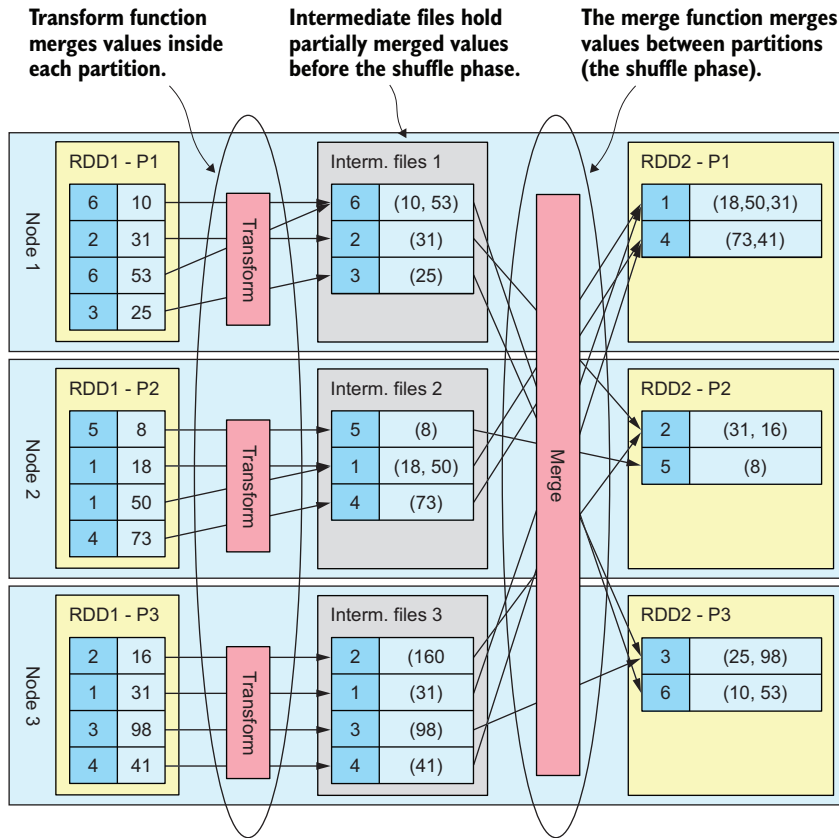 Transform function
merges values inside
each partition.
Intermediate files hold
partially merged values
before the shuffle phase.
The merge function merges
values between partitions
(the shuffle phase).
Node 1
RDD1 - P1
6 10
2 31
6 53
3 25
Transform
Interm. files 1
6 (10, 53)
2 (31)
3 (25)
RDD2 - P1
1 (18,50,31)
4 (73,41)
Node 2
RDD1 - P2
5 8
1 18
1 50
4 73
Transform
Interm. files 2
5 (8)
1 (18, 50)
4 (73)
Merge
RDD2 - P2
2 (31, 16)
5 (8)
Node 3
RDD1 - P3
2 16
1 31
3 98
4 41
Transform
Interm. files 3
2 (160
1 (31)
3 (98)
4 (41)
RDD2 - P3
3 (25, 98)
6 (10, 53)